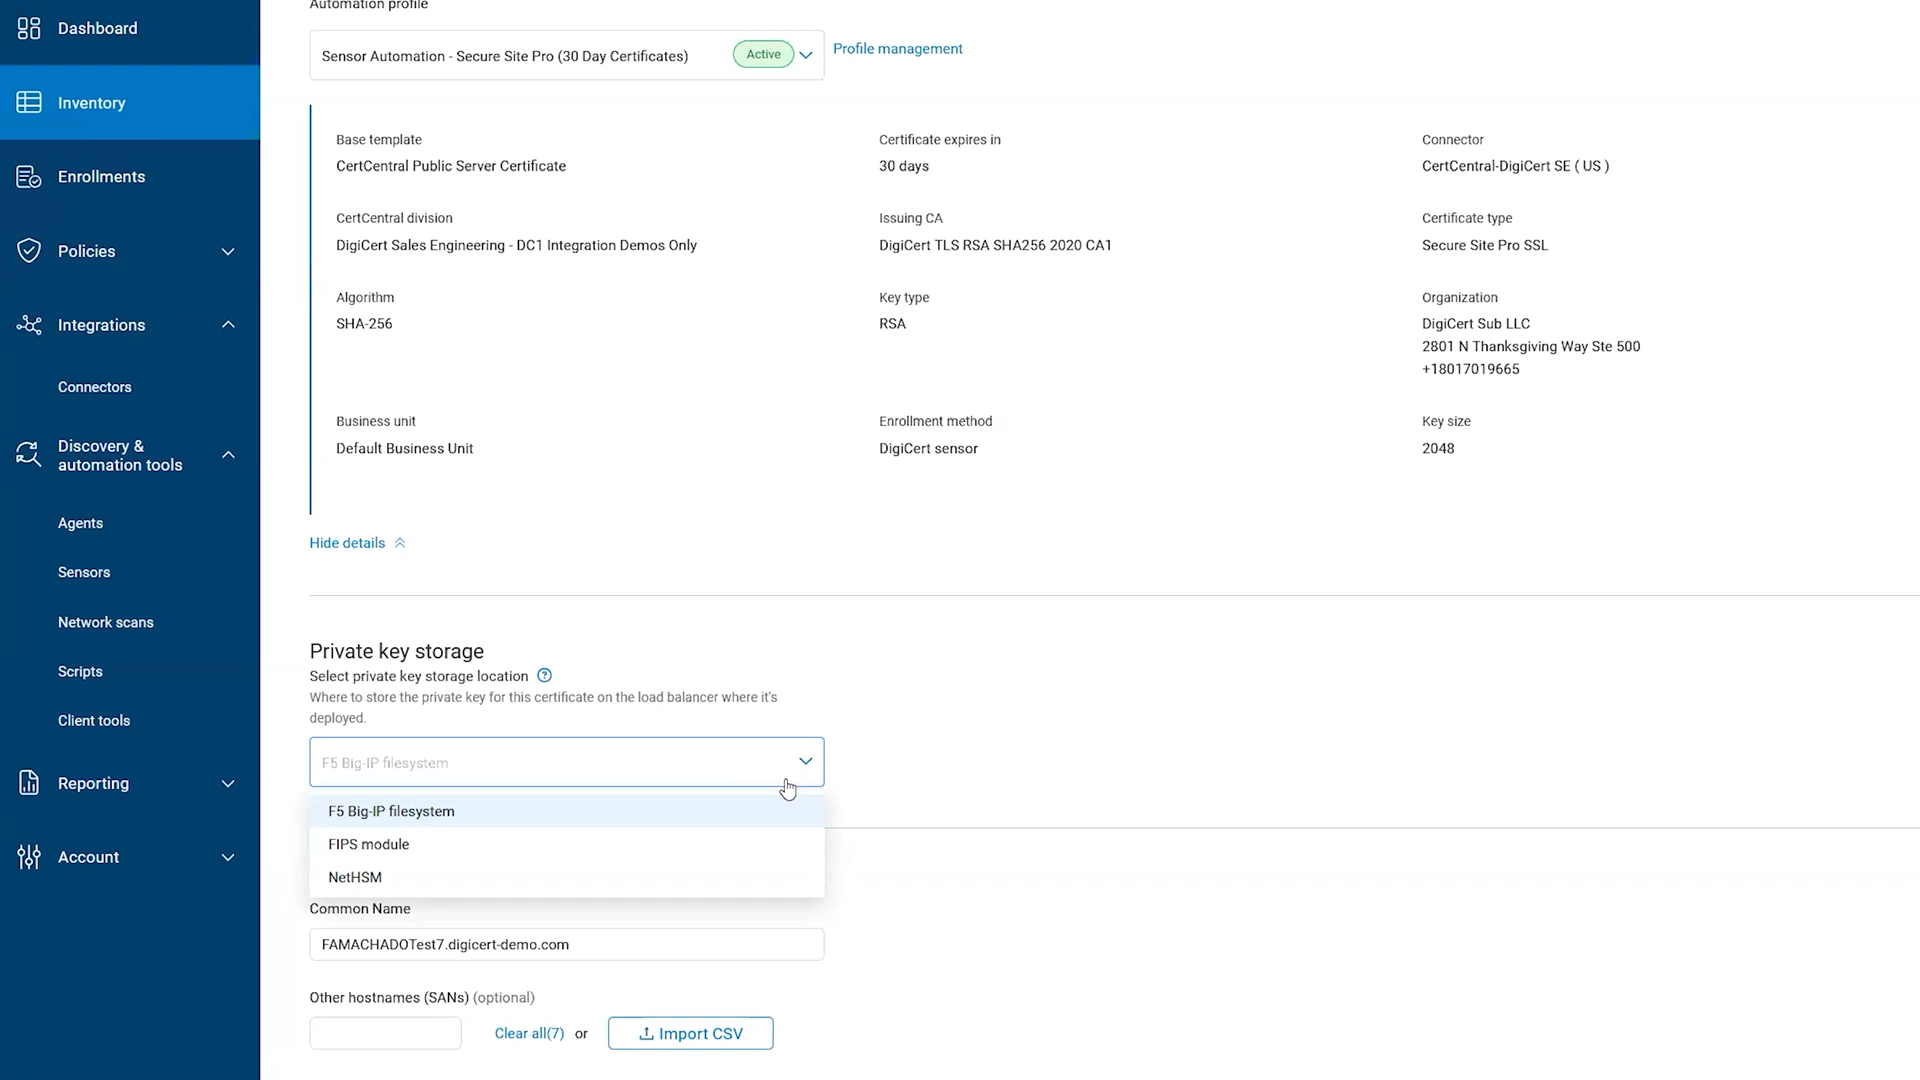 Dashboard
Inventory
Enrollments
Policies
Integrations
Connectors
Discovery &
automation tools
Agents
Sensors
Network scans
Scripts
Client tools
Reporting
Account
Automation profile
Sensor Automation - Secure Site Pro (30 Day Certificates)
Active
Profile management
Base template
CertCentral Public Server Certificate
Certificate expires in
30 days
Connector
CertCentral-DigiCert SE ( US )
CertCentral division
DigiCert Sales Engineering - DC1 Integration Demos Only
Issuing CA
DigiCert TLS RSA SHA256 2020 CA1
Certificate type
Secure Site Pro SSL
Algorithm
SHA-256
Key type
RSA
Organization
DigiCert Sub LLC
2801 N Thanksgiving Way Ste 500
+18017019665
Business unit
Default Business Unit
Enrollment method
DigiCert sensor
Key size
2048
Hide details
Private key storage
Select private key storage location
Where to store the private key for this certificate on the load balancer where it's
deployed.
F5 Big-IP filesystem
F5 Big-IP filesystem
FIPS module
NetHSM
Common Name
FAMACHADOTest7.digicert-demo.com
Other hostnames (SANs) (optional)
Clear all(7) or
Import CSV